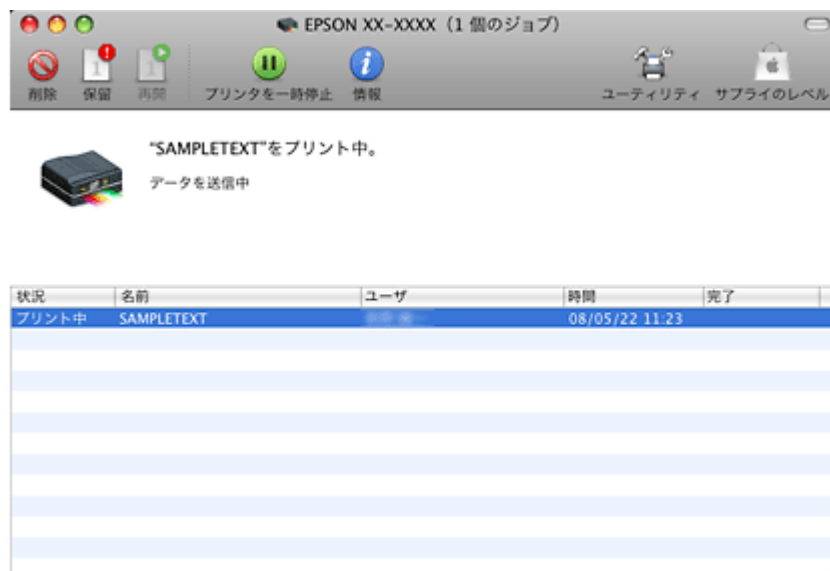 EPSON XX-XXXX（1 個のジョブ）
削除 保留 再開 プリンタを一時停止 情報 ユーティリティ サプライのレベル
"SAMPLETEXT"をプリント中。
データを送信中
状況 名前 ユーザ 時間 完了
プリント中 SAMPLETEXT 08/05/22 11:23